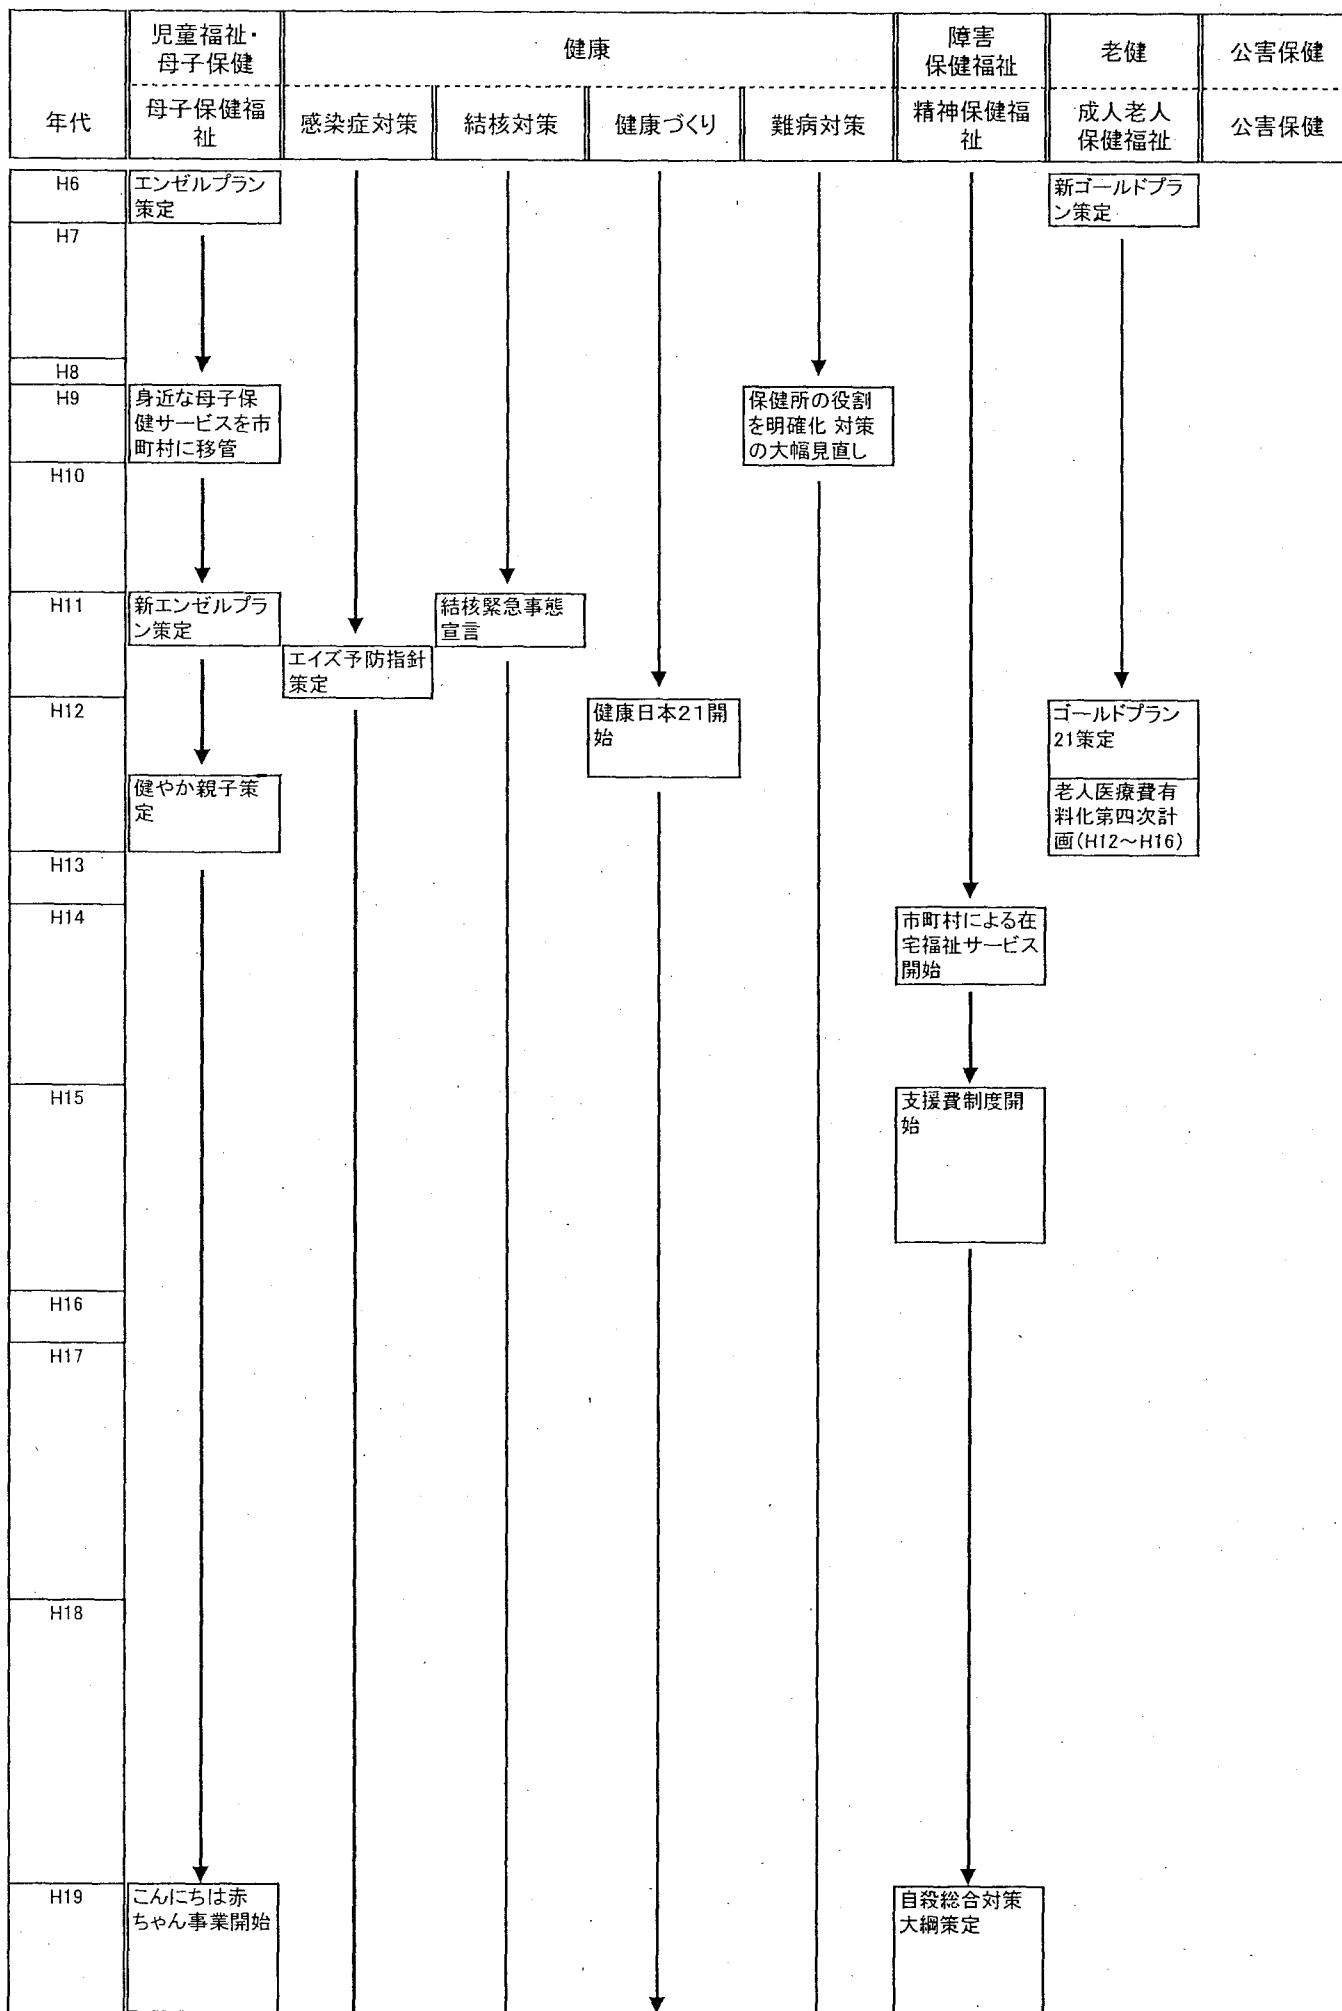 児童福祉・
母子保健
健康
障害
保健福祉
老健
公害保健
年代
母子保健福
祉
感染症対策
結核対策
健康づくり
難病対策
精神保健福
祉
成人老人
保健福祉
公害保健
H6
エンゼルプラン
策定
新ゴールドプラ
ン策定
H7
H8
H9
身近な母子保
健サービスを市
町村に移管
保健所の役割
を明確化 対策
の大幅見直し
H10
H11
新エンゼルプラ
ン策定
結核緊急事態
宣言
エイズ予防指針
策定
H12
健康日本21開
始
ゴールドプラン
21策定
健やか親子策
定
老人医療費有
料化第四次計
画(H12～H16)
H13
H14
市町村による在
宅福祉サービス
開始
H15
支援費制度開
始
H16
H17
H18
H19
こんにちは赤
ちゃん事業開始
自殺総合対策
大綱策定